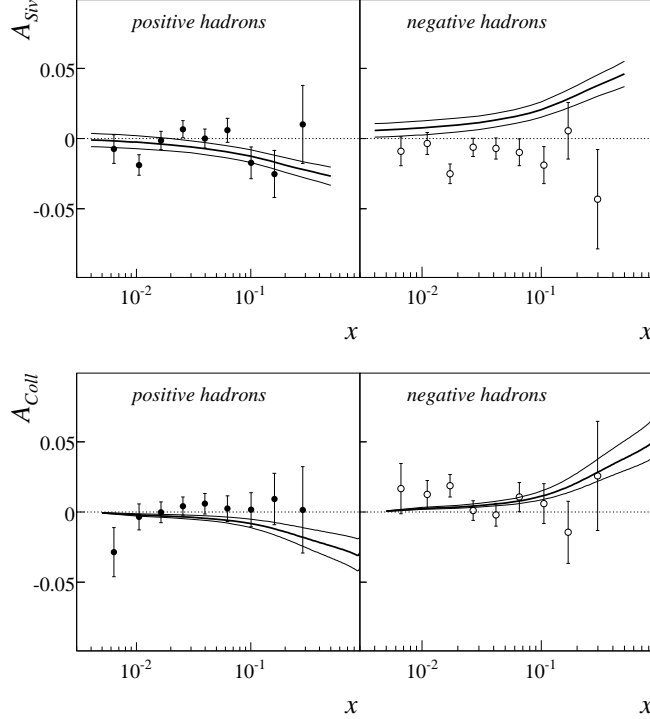 A_Siv
positive hadrons
negative hadrons
0.05
0
-0.05
10^-2
10^-1
10^-2
10^-1
x
x
A_Coll
positive hadrons
negative hadrons
0.05
0
-0.05
10^-2
10^-1
10^-2
10^-1
x
x